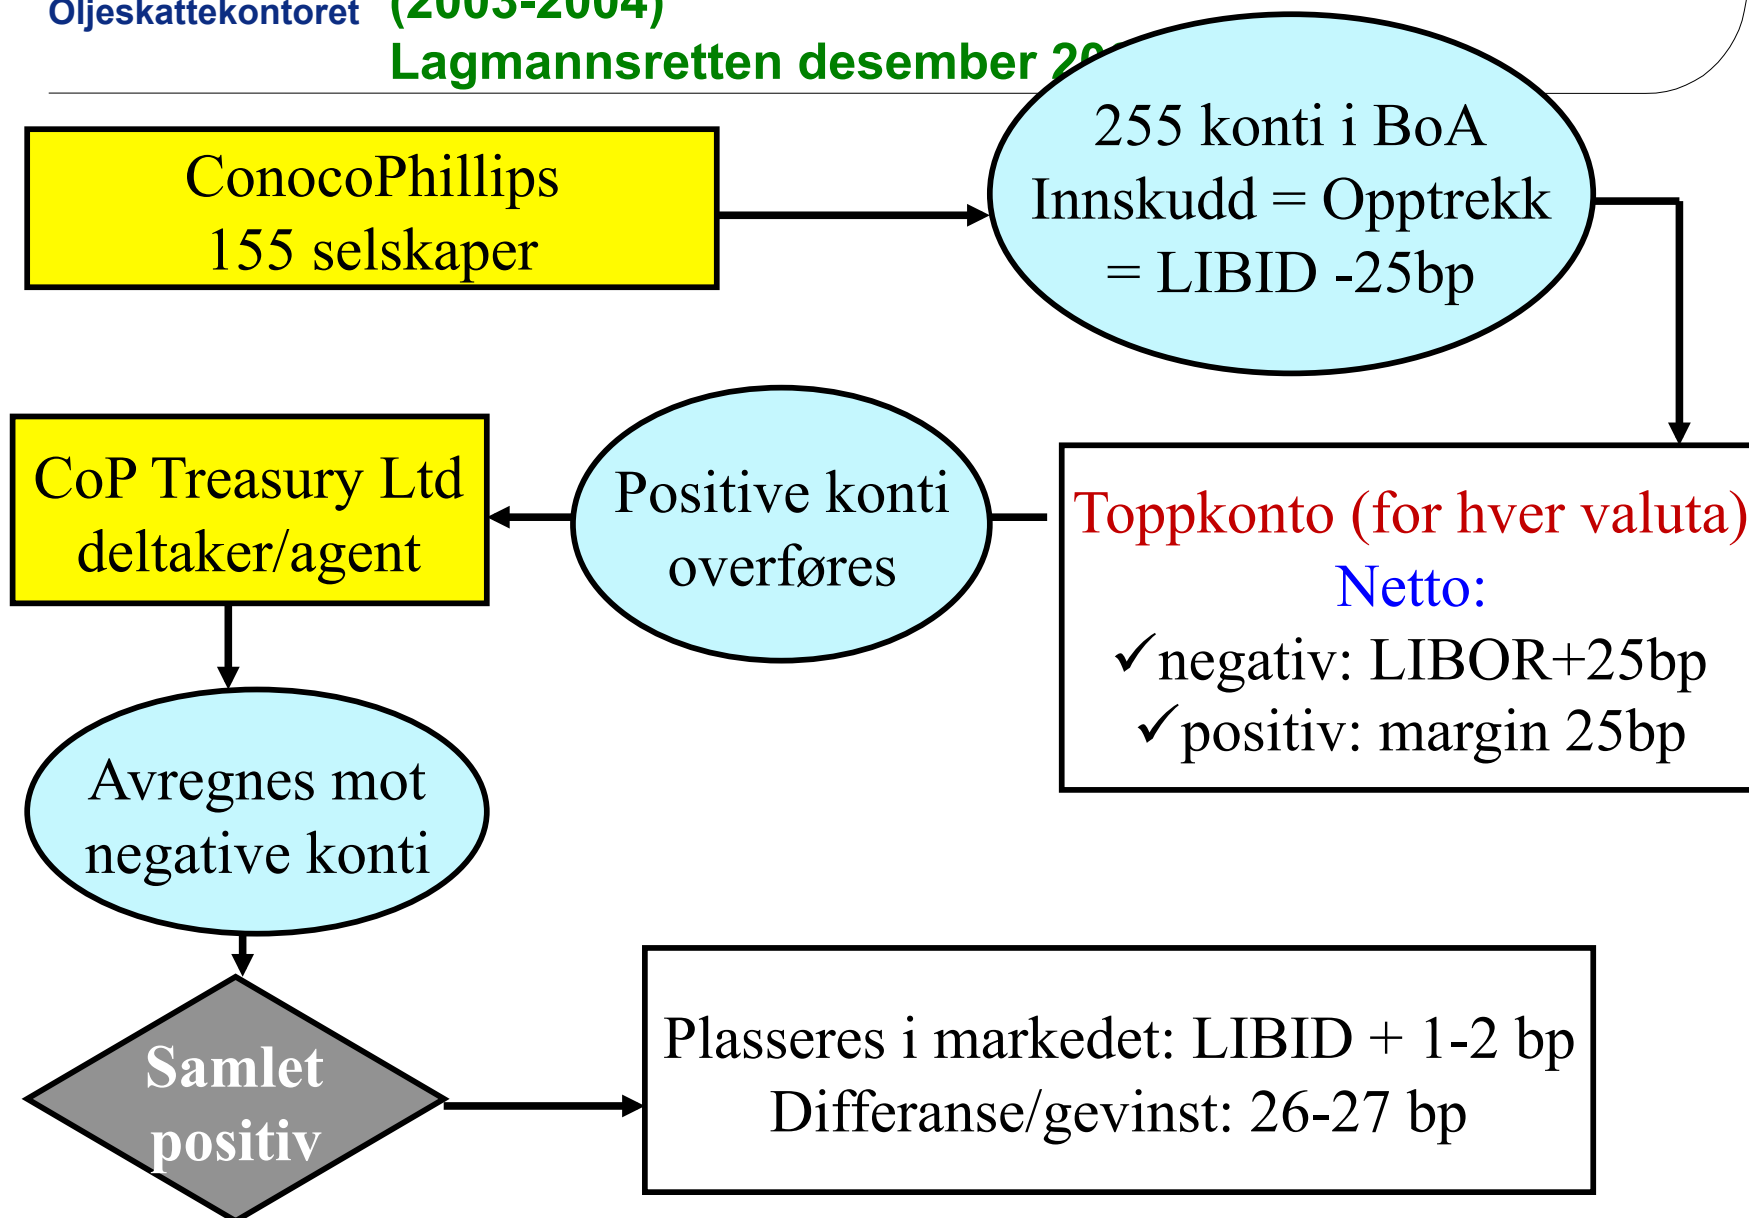 Oljeskattekontoret
(2003-2004)
Lagmannsretten desember
ConocoPhillips
155 selskaper
255 konti i BoA
Innskudd = Opptrekk
= LIBID -25bp
CoP Treasury Ltd
deltaker/agent
Positive konti
overføres
Toppkonto (for hver valuta)
Netto:
✓negativ: LIBOR+25bp
✓positiv: margin 25bp
Avregnes mot
negative konti
Samlet
positiv
Plasseres i markedet: LIBID + 1-2 bp
Differanse/gevinst: 26-27 bp